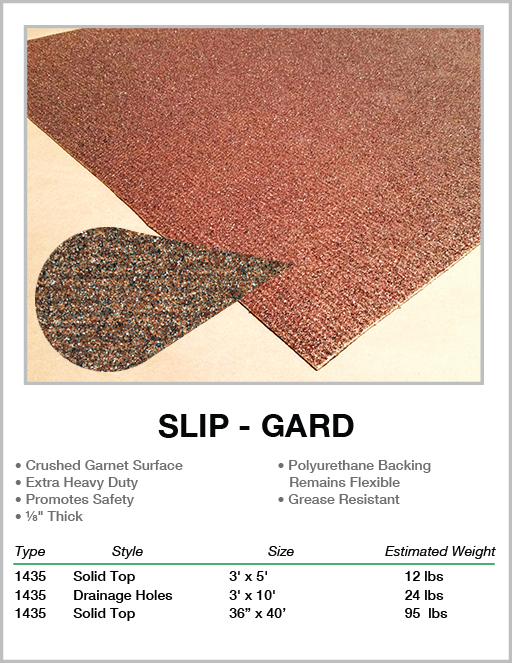 SLIP - GARD
• Crushed Garnet Surface
• Extra Heavy Duty
• Promotes Safety
• ⅛" Thick
• Polyurethane Backing
Remains Flexible
• Grease Resistant
Type Style Size Estimated Weight
1435 Solid Top 3' x 5' 12 lbs
1435 Drainage Holes 3' x 10' 24 lbs
1435 Solid Top 36” x 40’ 95 lbs